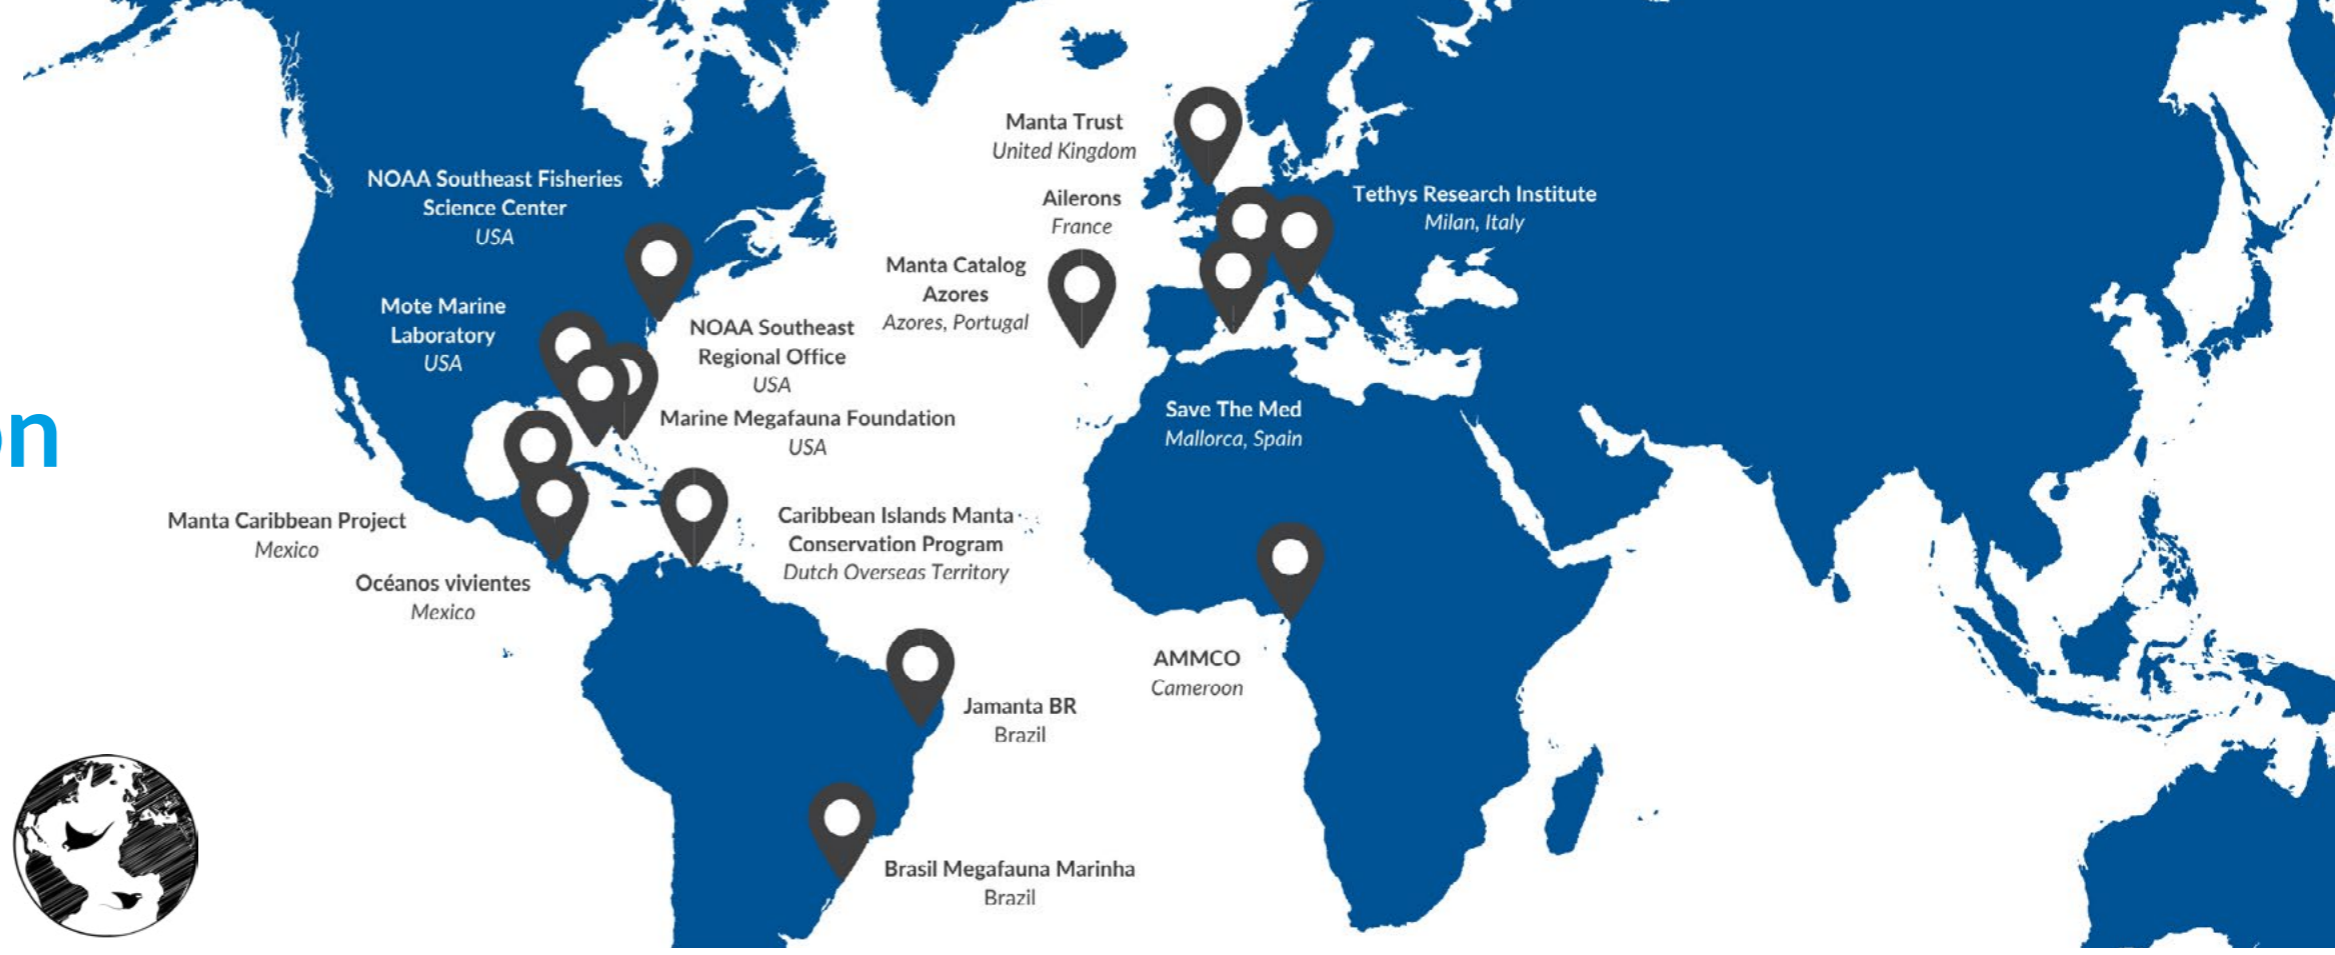 Manta Trust
United Kingdom
NOAA Southeast Fisheries
Science Center
USA
Ailerons
France
Tethys Research Institute
Milan, Italy
Manta Catalog
Azores
Azores, Portugal
Mote Marine
Laboratory
USA
NOAA Southeast
Regional Office
USA
Marine Megafauna Foundation
USA
Save The Med
Mallorca, Spain
on
Manta Caribbean Project
Mexico
Caribbean Islands Manta
Conservation Program
Dutch Overseas Territory
Océanos vivientes
Mexico
AMMCO
Cameroon
Jamanta BR
Brazil
Brasil Megafauna Marinha
Brazil